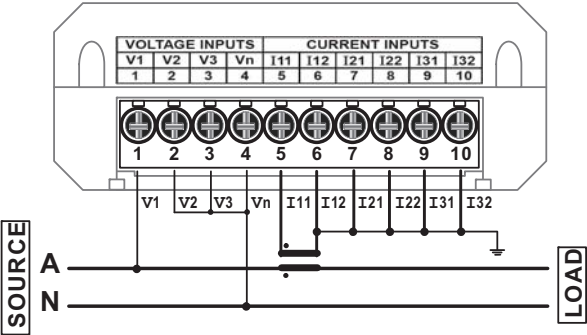 VOLTAGE INPUTS CURRENT INPUTS
V1 V2 V3 Vn I11 I12 I21 I22 I31 I32
1 2 3 4 5 6 7 8 9 10
1 2 3 4 5 6 7 8 9 10
V1 V2 V3 Vn I11 I12 I21 I22 I31 I32
SOURCE
A
N
LOAD